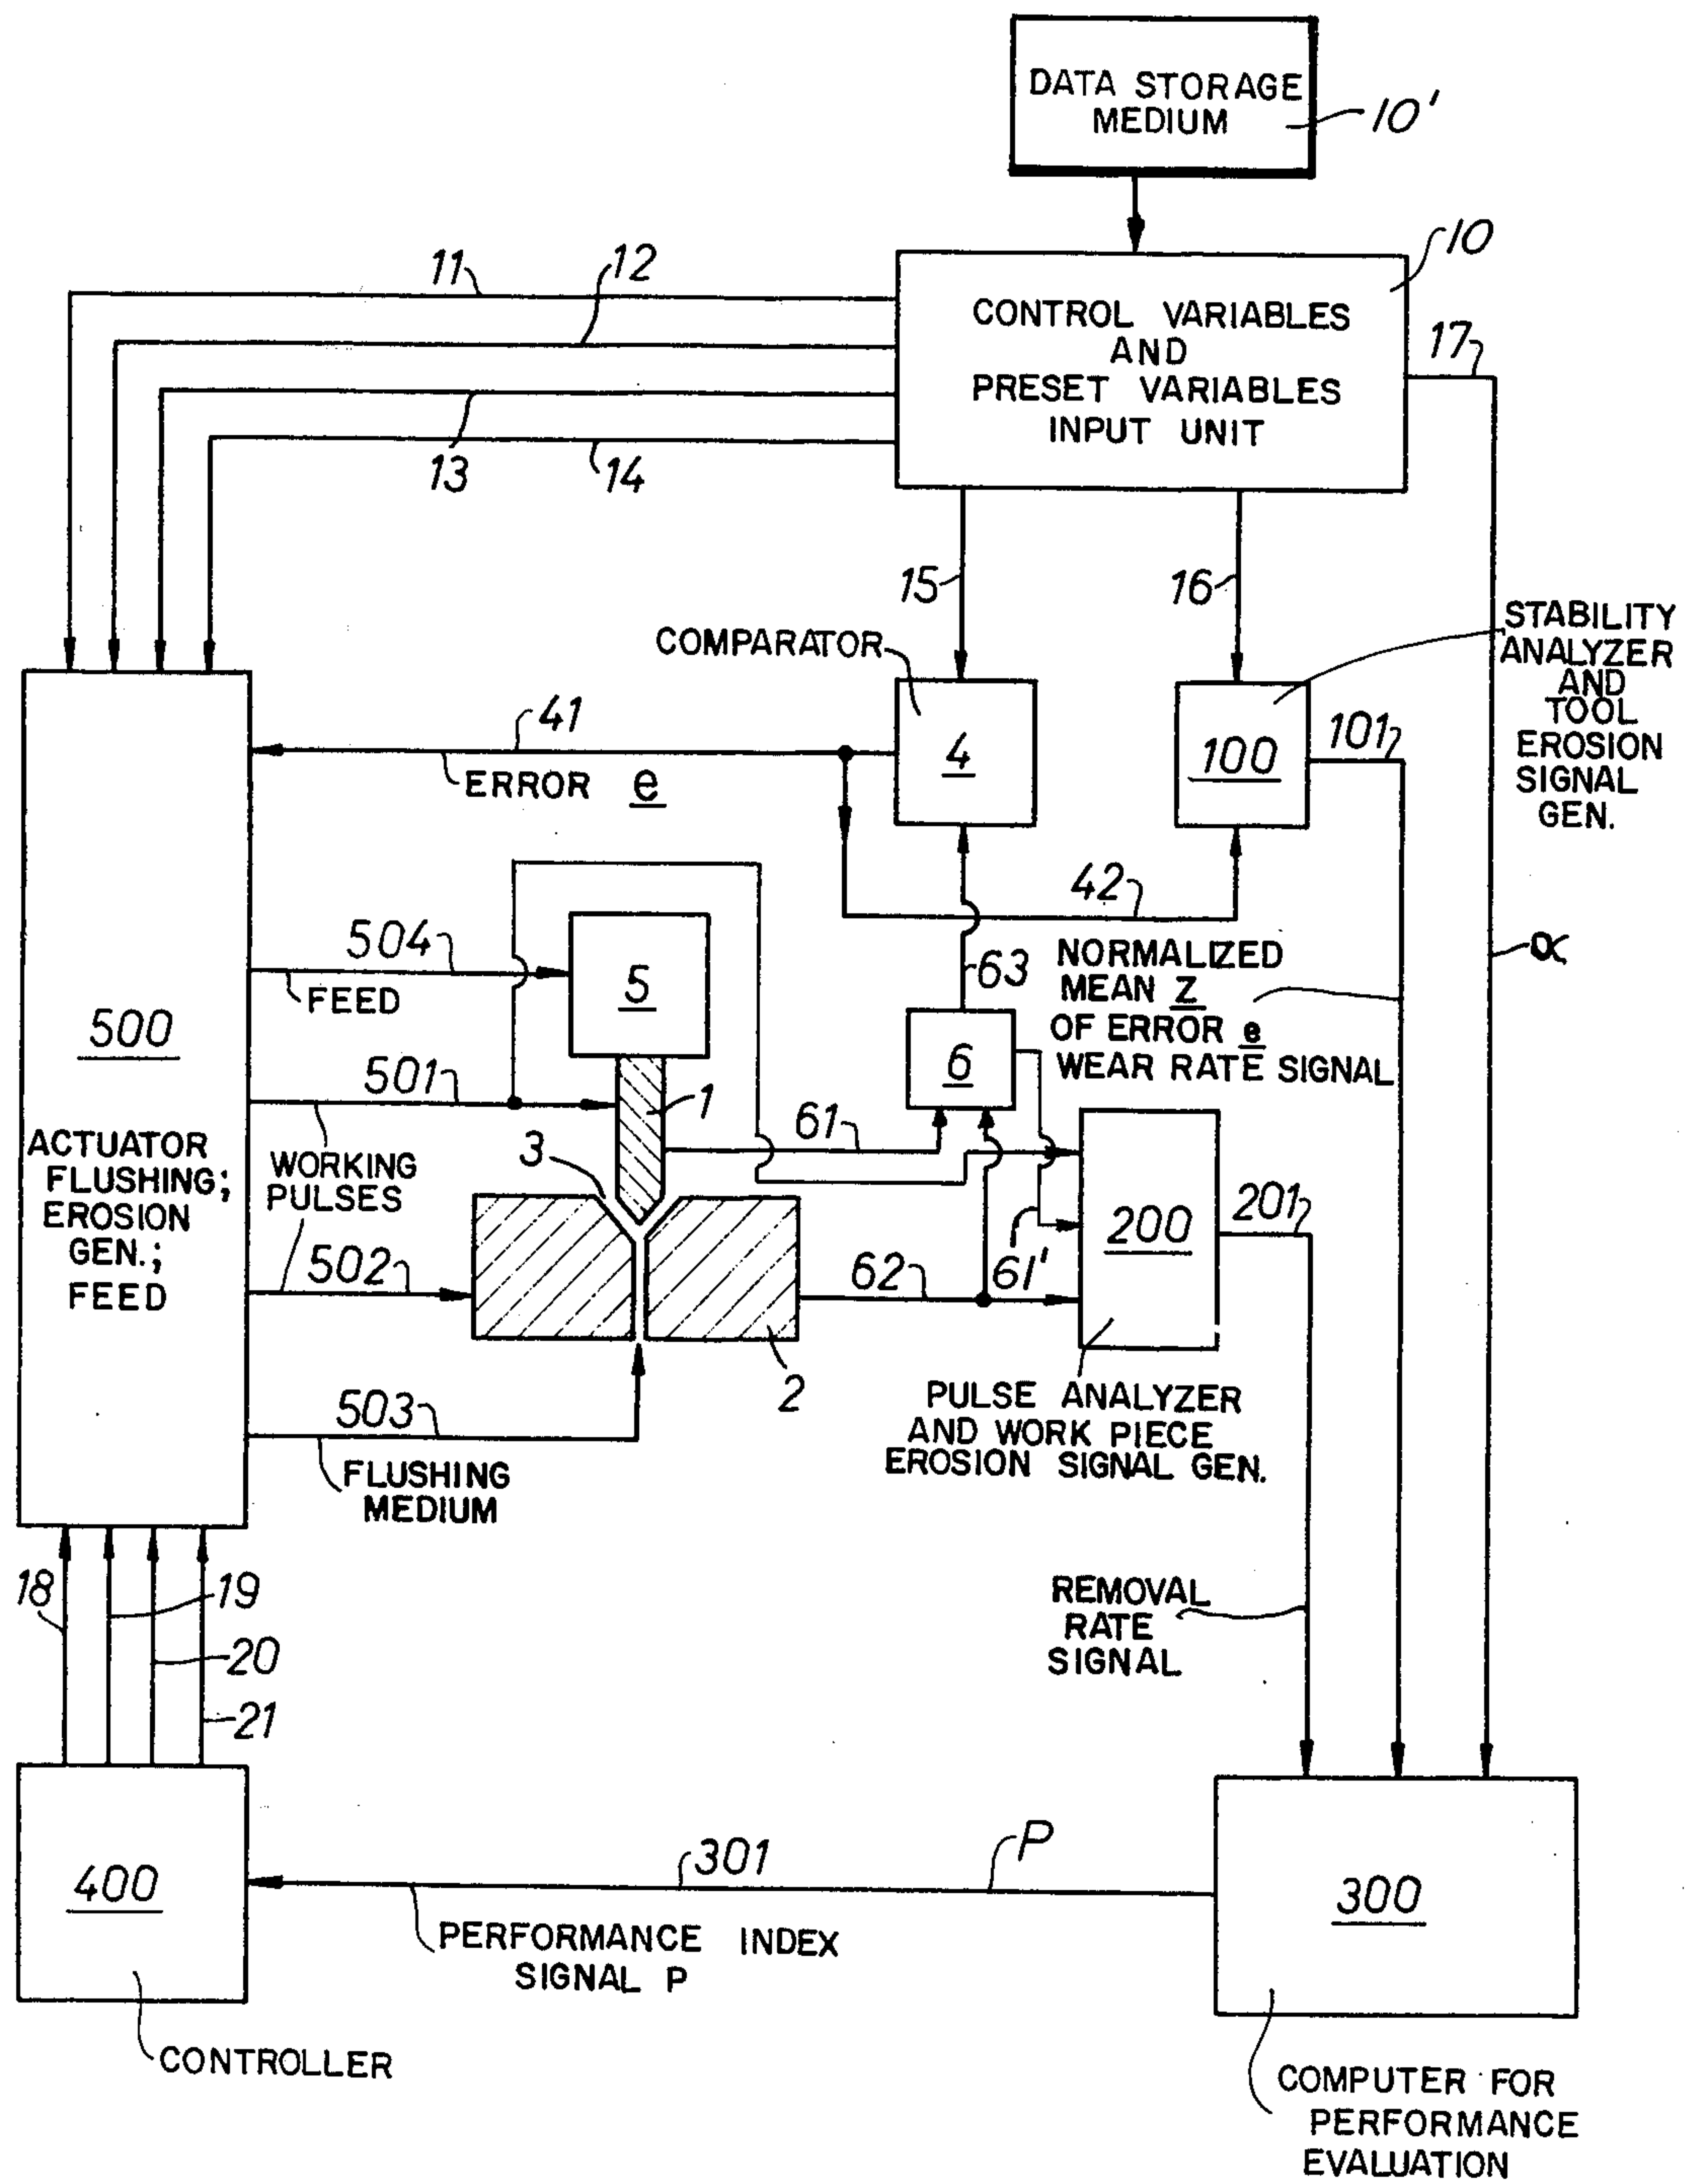 DATA STORAGE
MEDIUM
10'
10
CONTROL VARIABLES
AND
PRESET VARIABLES
INPUT UNIT
11
12
13
14
17
15
16
COMPARATOR
STABILITY
ANALYZER
AND
TOOL
EROSION
SIGNAL
GEN.
4
100
101
41
ERROR e
42
504
FEED
5
63
NORMALIZED
MEAN Z
OF ERROR e
WEAR RATE SIGNAL
α
500
ACTUATOR
FLUSHING;
EROSION
GEN.;
FEED
501
1
6
61
3
WORKING
PULSES
502
200
201
62
61'
2
503
FLUSHING
MEDIUM
PULSE ANALYZER
AND WORK PIECE
EROSION SIGNAL GEN.
18
19
20
21
REMOVAL
RATE
SIGNAL
400
301
P
300
PERFORMANCE INDEX
SIGNAL P
CONTROLLER
COMPUTER FOR
PERFORMANCE
EVALUATION